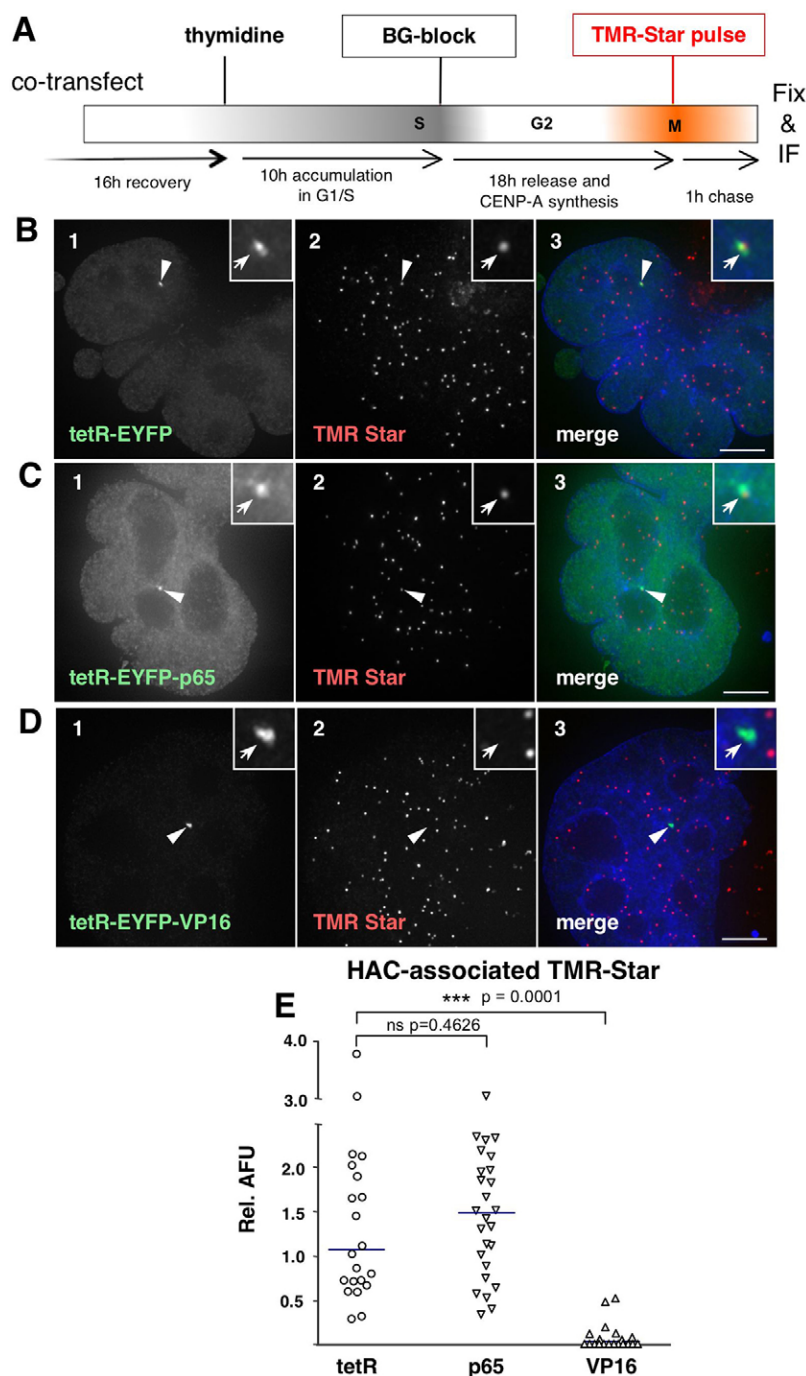 A
thymidine
BG-block
TMR-Star pulse
co-transfect
S
G2
M
Fix
&
IF
16h recovery
10h accumulation
in G1/S
18h release and
CENP-A synthesis
1h chase
B
1
2
3
tetR-EYFP
TMR Star
merge
C
1
2
3
tetR-EYFP-p65
TMR Star
merge
D
1
2
3
tetR-EYFP-VP16
TMR Star
merge
HAC-associated TMR-Star
E
*** p = 0.0001
ns p=0.4626
4.0
3.0
2.0
1.5
1.0
0.5
Rel. AFU
tetR
p65
VP16